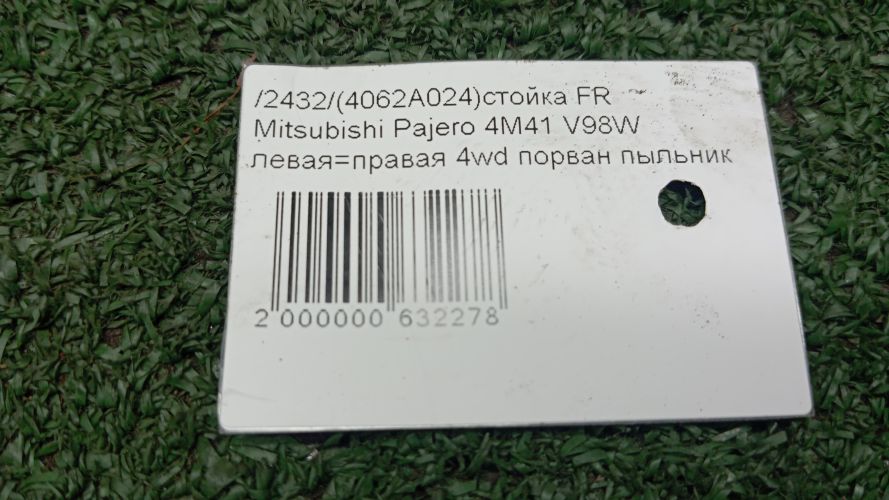 /2432/(4062A024)стойка FR
Mitsubishi Pajero 4M41 V98W
левая=правая 4wd порван пыльник
2 000000 632278